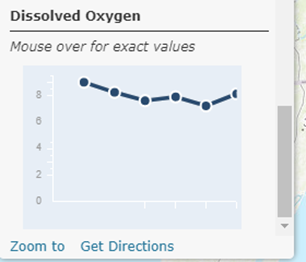 Dissolved Oxygen
Mouse over for exact values
8
6
4
2
0
Zoom to Get Directions